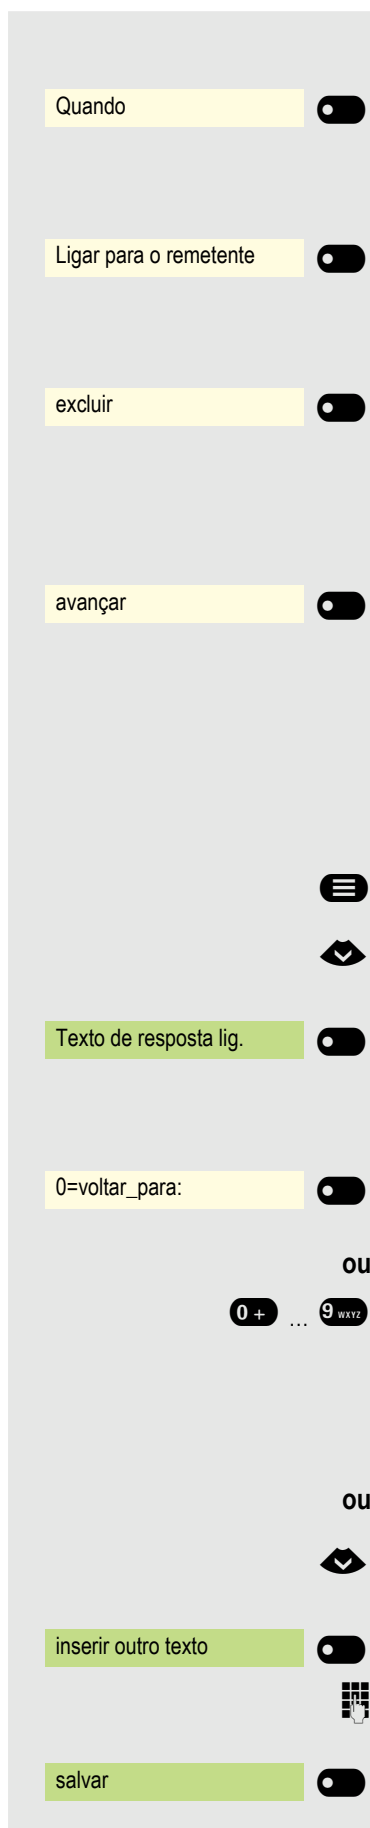 Quando
Ligar para o remetente
excluir
avançar
Texto de resposta lig.
0=voltar_para:
ou
0 + ... 9 WXYZ
ou
inserir outro texto
salvar